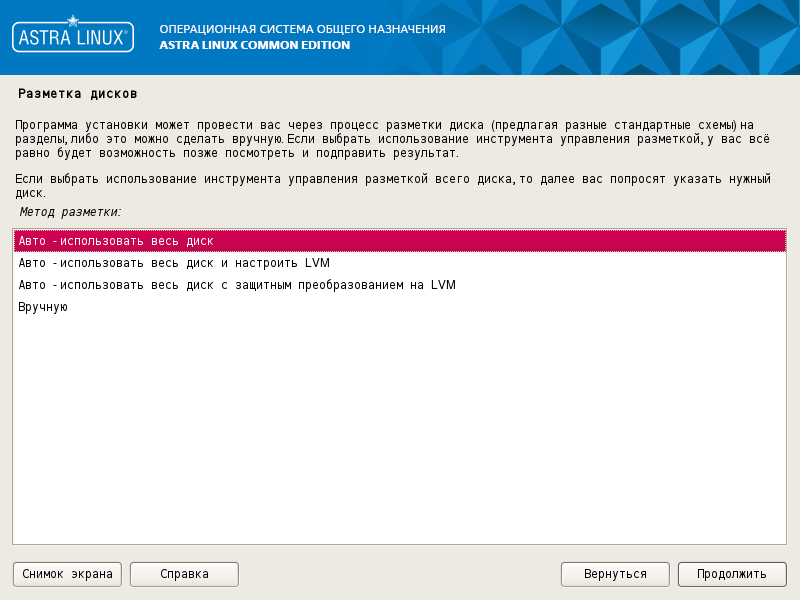 ASTRA LINUX®
ОПЕРАЦИОННАЯ СИСТЕМА ОБЩЕГО НАЗНАЧЕНИЯ
ASTRA LINUX COMMON EDITION
Разметка дисков
Программа установки может провести вас через процесс разметки диска (предлагая разные стандартные схемы) на
разделы, либо это можно сделать вручную. Если выбрать использование инструмента управления разметкой, у вас всё
равно будет возможность позже посмотреть и подправить результат.
Если выбрать использование инструмента управления разметкой всего диска, то далее вас попросят указать нужный
диск.
Метод разметки:
Авто - использовать весь диск
Авто - использовать весь диск и настроить LVM
Авто - использовать весь диск с защитным преобразованием на LVM
Вручную
Снимок экрана
Справка
Вернуться
Продолжить